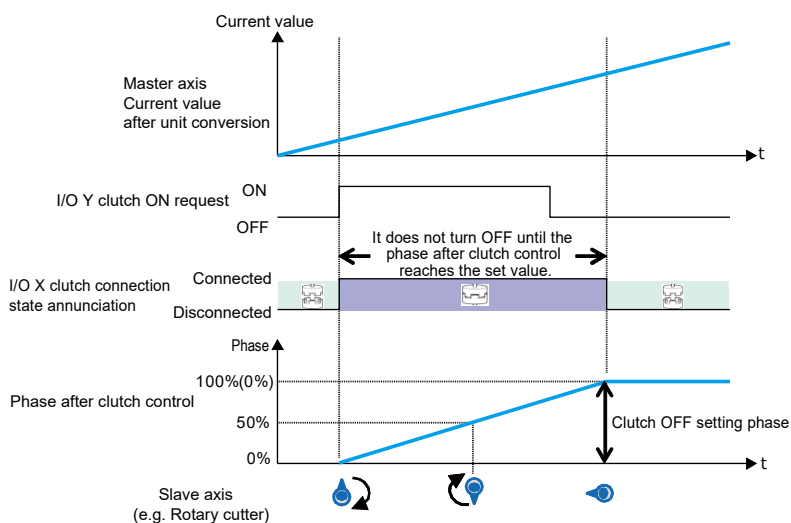 Current value
Master axis
Current value
after unit conversion
t
I/O Y clutch ON request
ON
OFF
It does not turn OFF until the
phase after clutch control
reaches the set value.
I/O X clutch connection
state annunciation
Connected
Disconnected
Phase
100%(0%)
Phase after clutch control
50%
Clutch OFF setting phase
0%
t
Slave axis
(e.g. Rotary cutter)